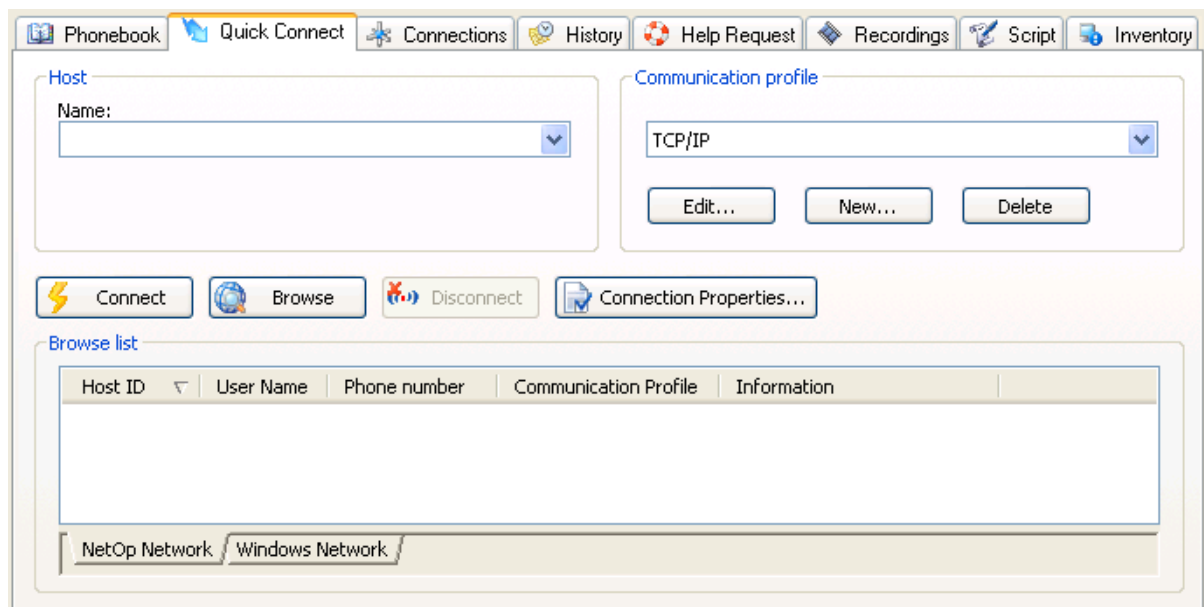 Phonebook Quick Connect Connections History Help Request Recordings Script Inventory
Host
Name:
Communication profile
TCP/IP
Edit... New... Delete
Connect Browse Disconnect Connection Properties...
Browse list
Host ID User Name Phone number Communication Profile Information
NetOp Network Windows Network